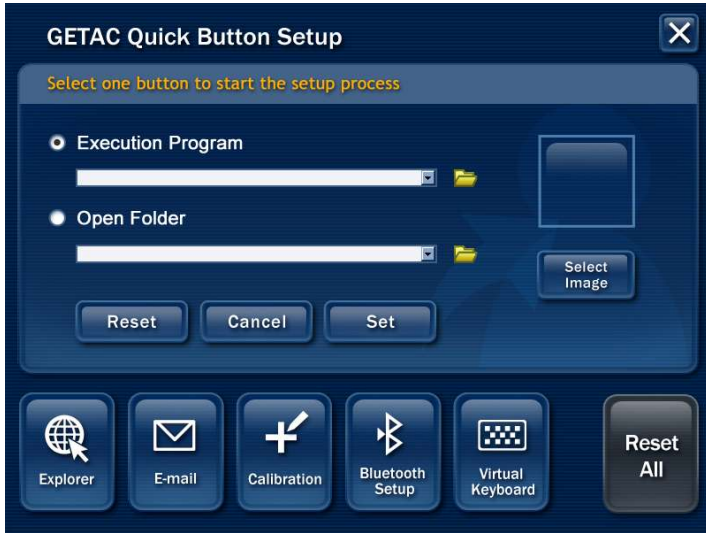 GETAC Quick Button Setup
Select one button to start the setup process
Execution Program
Open Folder
Select
Image
Reset
Cancel
Set
Explorer
E-mail
Calibration
Bluetooth
Setup
Virtual
Keyboard
Reset
All